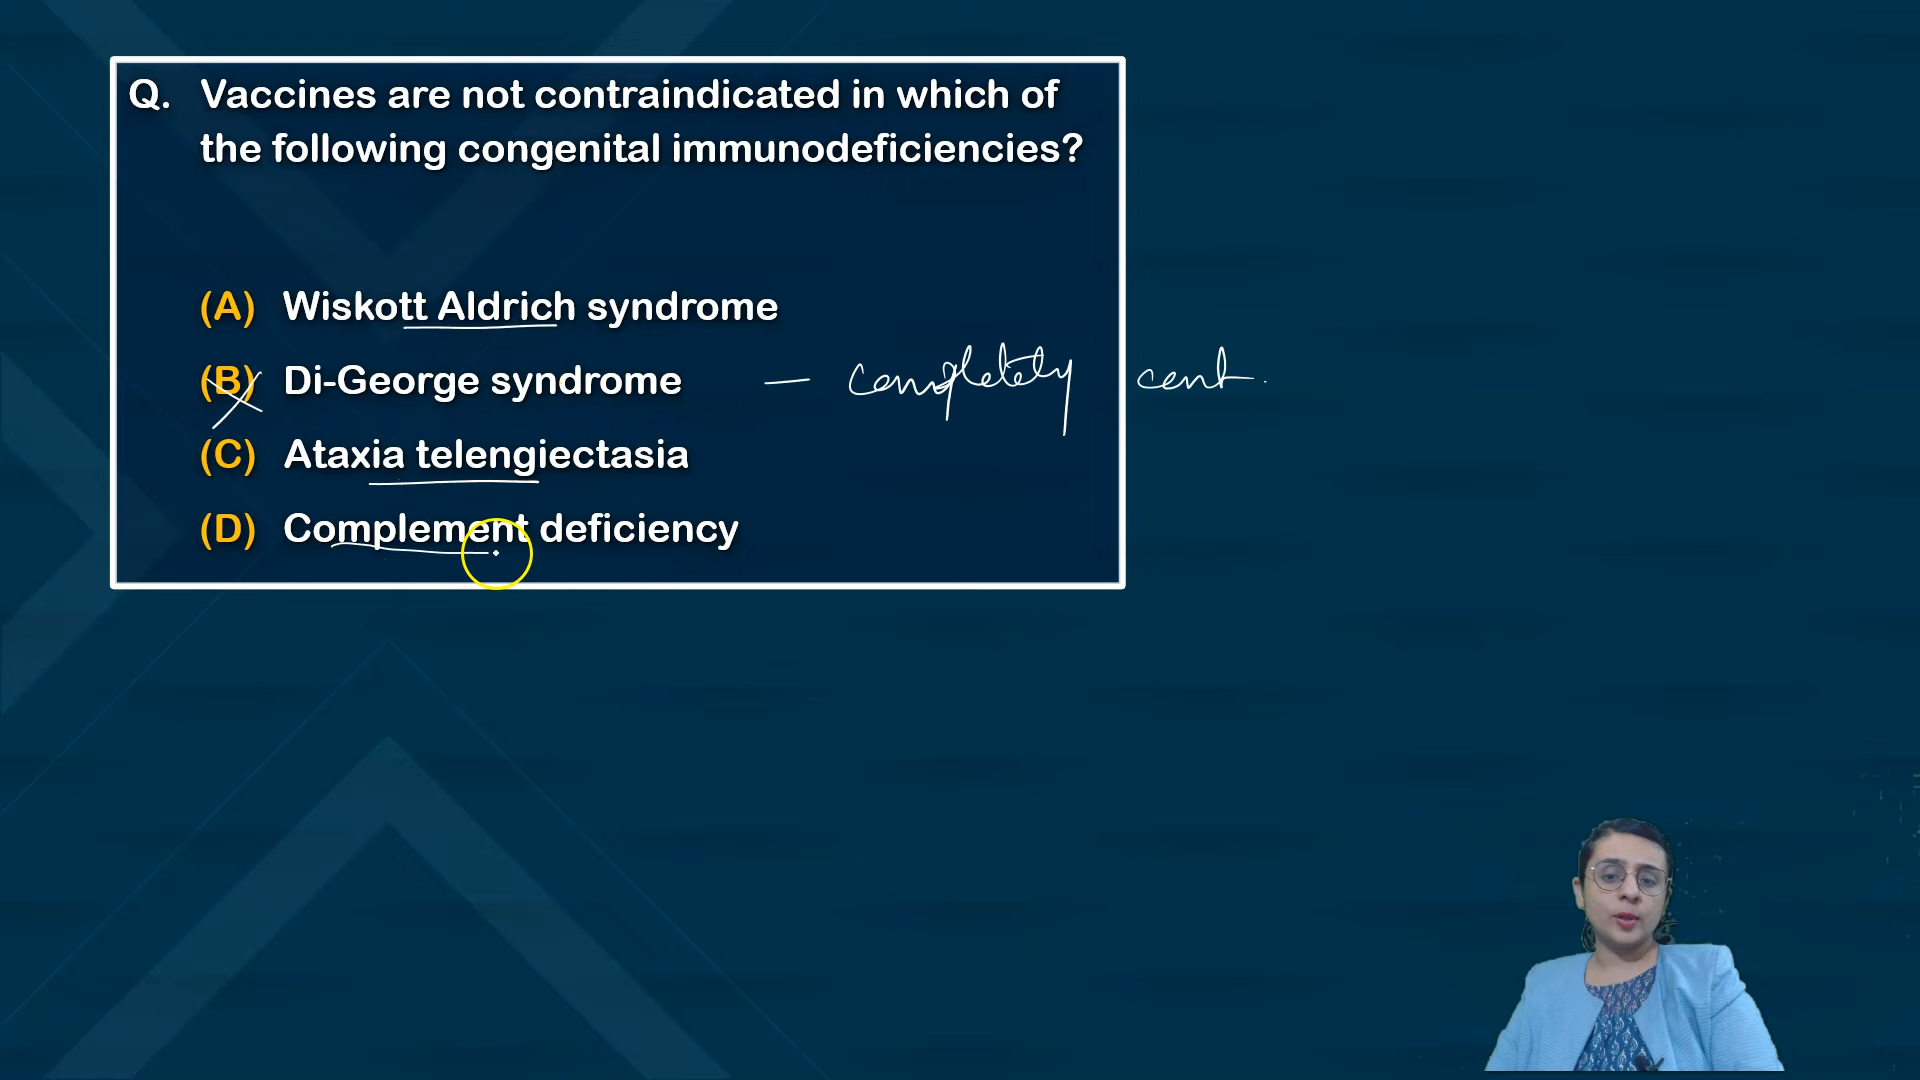 Q. Vaccines are not contraindicated in which of
the following congenital immunodeficiencies?
(A) Wiskott Aldrich syndrome
(B) Di-George syndrome — completely cent.
(C) Ataxia telengiectasia
(D) Complement deficiency